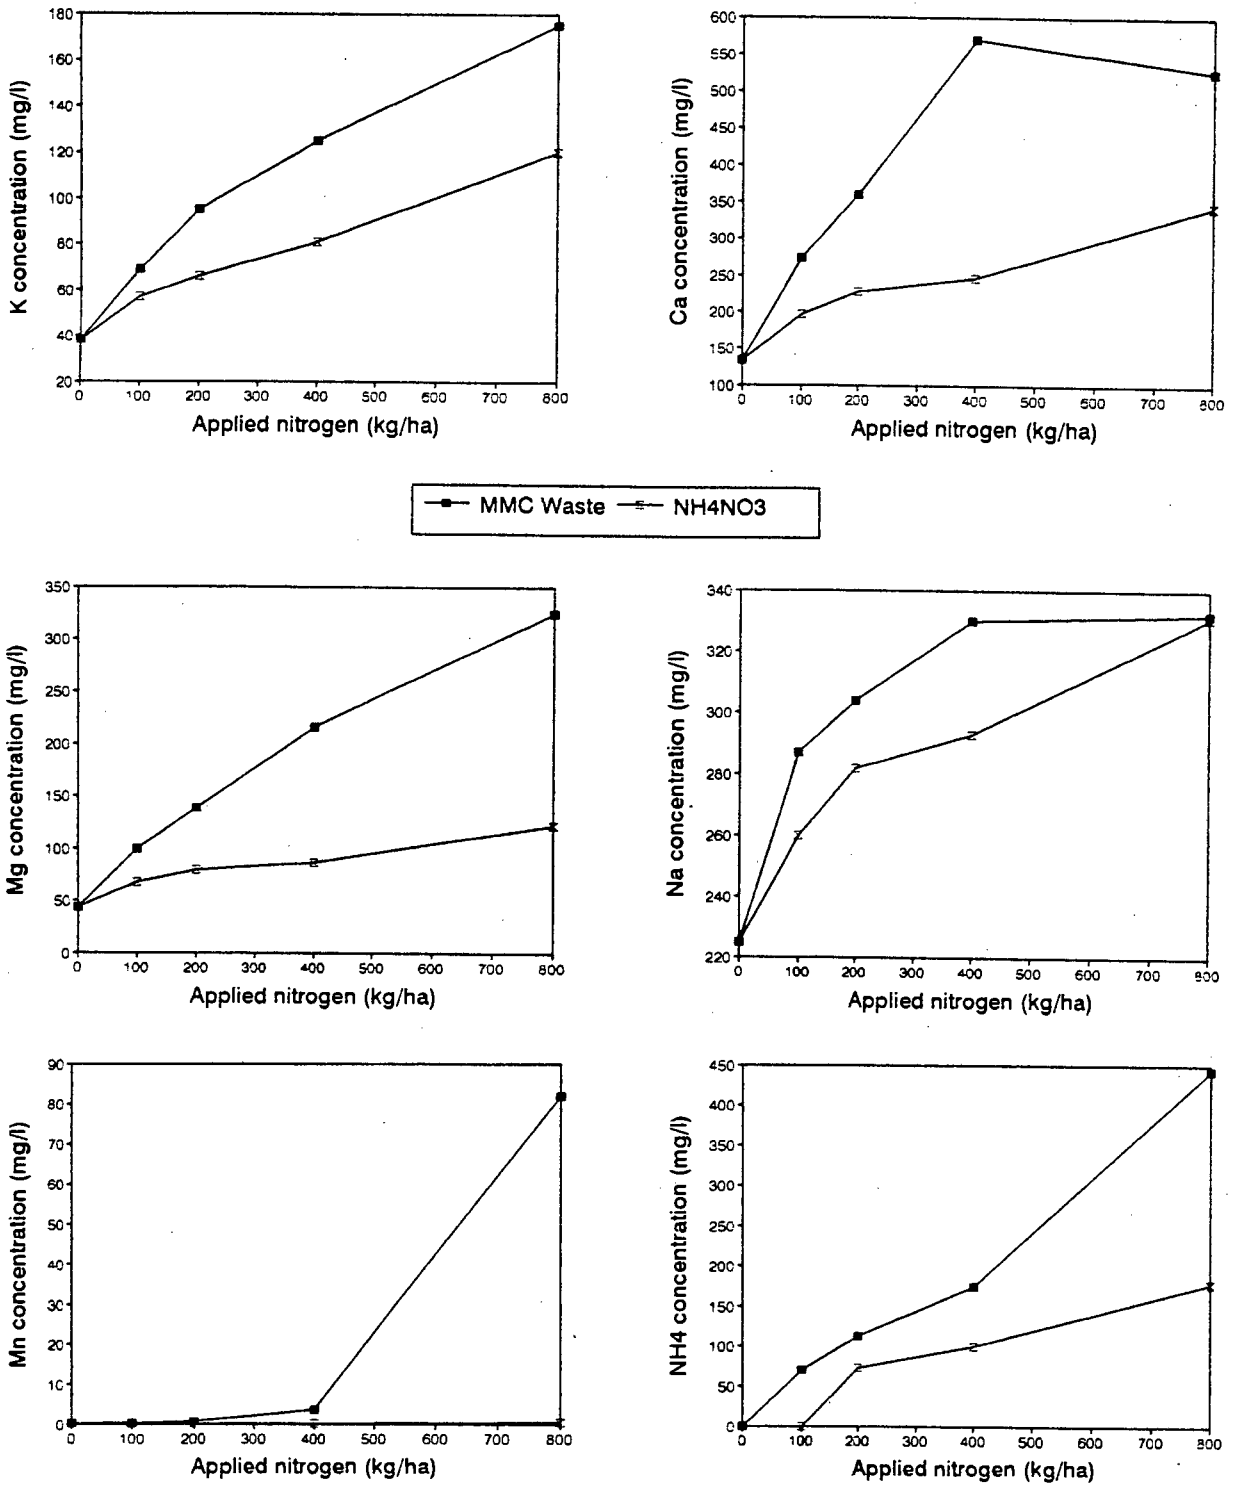 K concentration (mg/l)
180
160
140
120
100
80
60
40
20
0 100 200 300 400 500 600 700 800
Applied nitrogen (kg/ha)
Ca concentration (mg/l)
600
550
500
450
400
350
300
250
200
150
100
0 100 200 300 400 500 600 700 800
Applied nitrogen (kg/ha)
MMC Waste NH4NO3
Mg concentration (mg/l)
350
300
250
200
150
100
50
0
0 100 200 300 400 500 600 700 800
Applied nitrogen (kg/ha)
Na concentration (mg/l)
340
320
300
280
260
240
220
0 100 200 300 400 500 600 700 800
Applied nitrogen (kg/ha)
Mn concentration (mg/l)
90
80
70
60
50
40
30
20
10
0
0 100 200 300 400 500 600 700 800
Applied nitrogen (kg/ha)
NH4 concentration (mg/l)
450
400
350
300
250
200
150
100
50
0
0 100 200 300 400 500 600 700 800
Applied nitrogen (kg/ha)